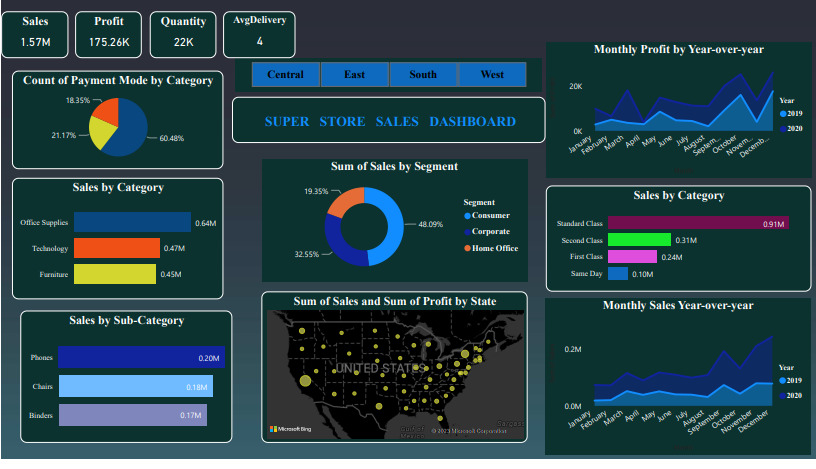 Sales
1.57M
Profit
175.26K
Quantity
22K
AvgDelivery
4
Central East South West
SUPER STORE SALES DASHBOARD
Count of Payment Mode by Category
18.35%
21.17%
60.48%
Sales by Category
Office Supplies 0.64M
Technology 0.47M
Furniture 0.45M
Sales by Sub-Category
Phones 0.20M
Chairs 0.18M
Binders 0.17M
Sum of Sales by Segment
19.35%
48.09%
32.55%
Segment
Consumer
Corporate
Home Office
Sum of Sales and Sum of Profit by State
UNITED STATES
Gulf of
Mexico
Microsoft Bing
© 2023 Microsoft Corporation
Monthly Profit by Year-over-year
20K
0K
January
February
March
April
May
June
July
August
Septem...
October
Novem...
Decemb...
Year
2019
2020
Sales by Category
Standard Class 0.91M
Second Class 0.31M
First Class 0.24M
Same Day 0.10M
Monthly Sales Year-over-year
0.2M
0.0M
January
February
March
April
May
June
July
August
September
October
November
December
Year
2019
2020